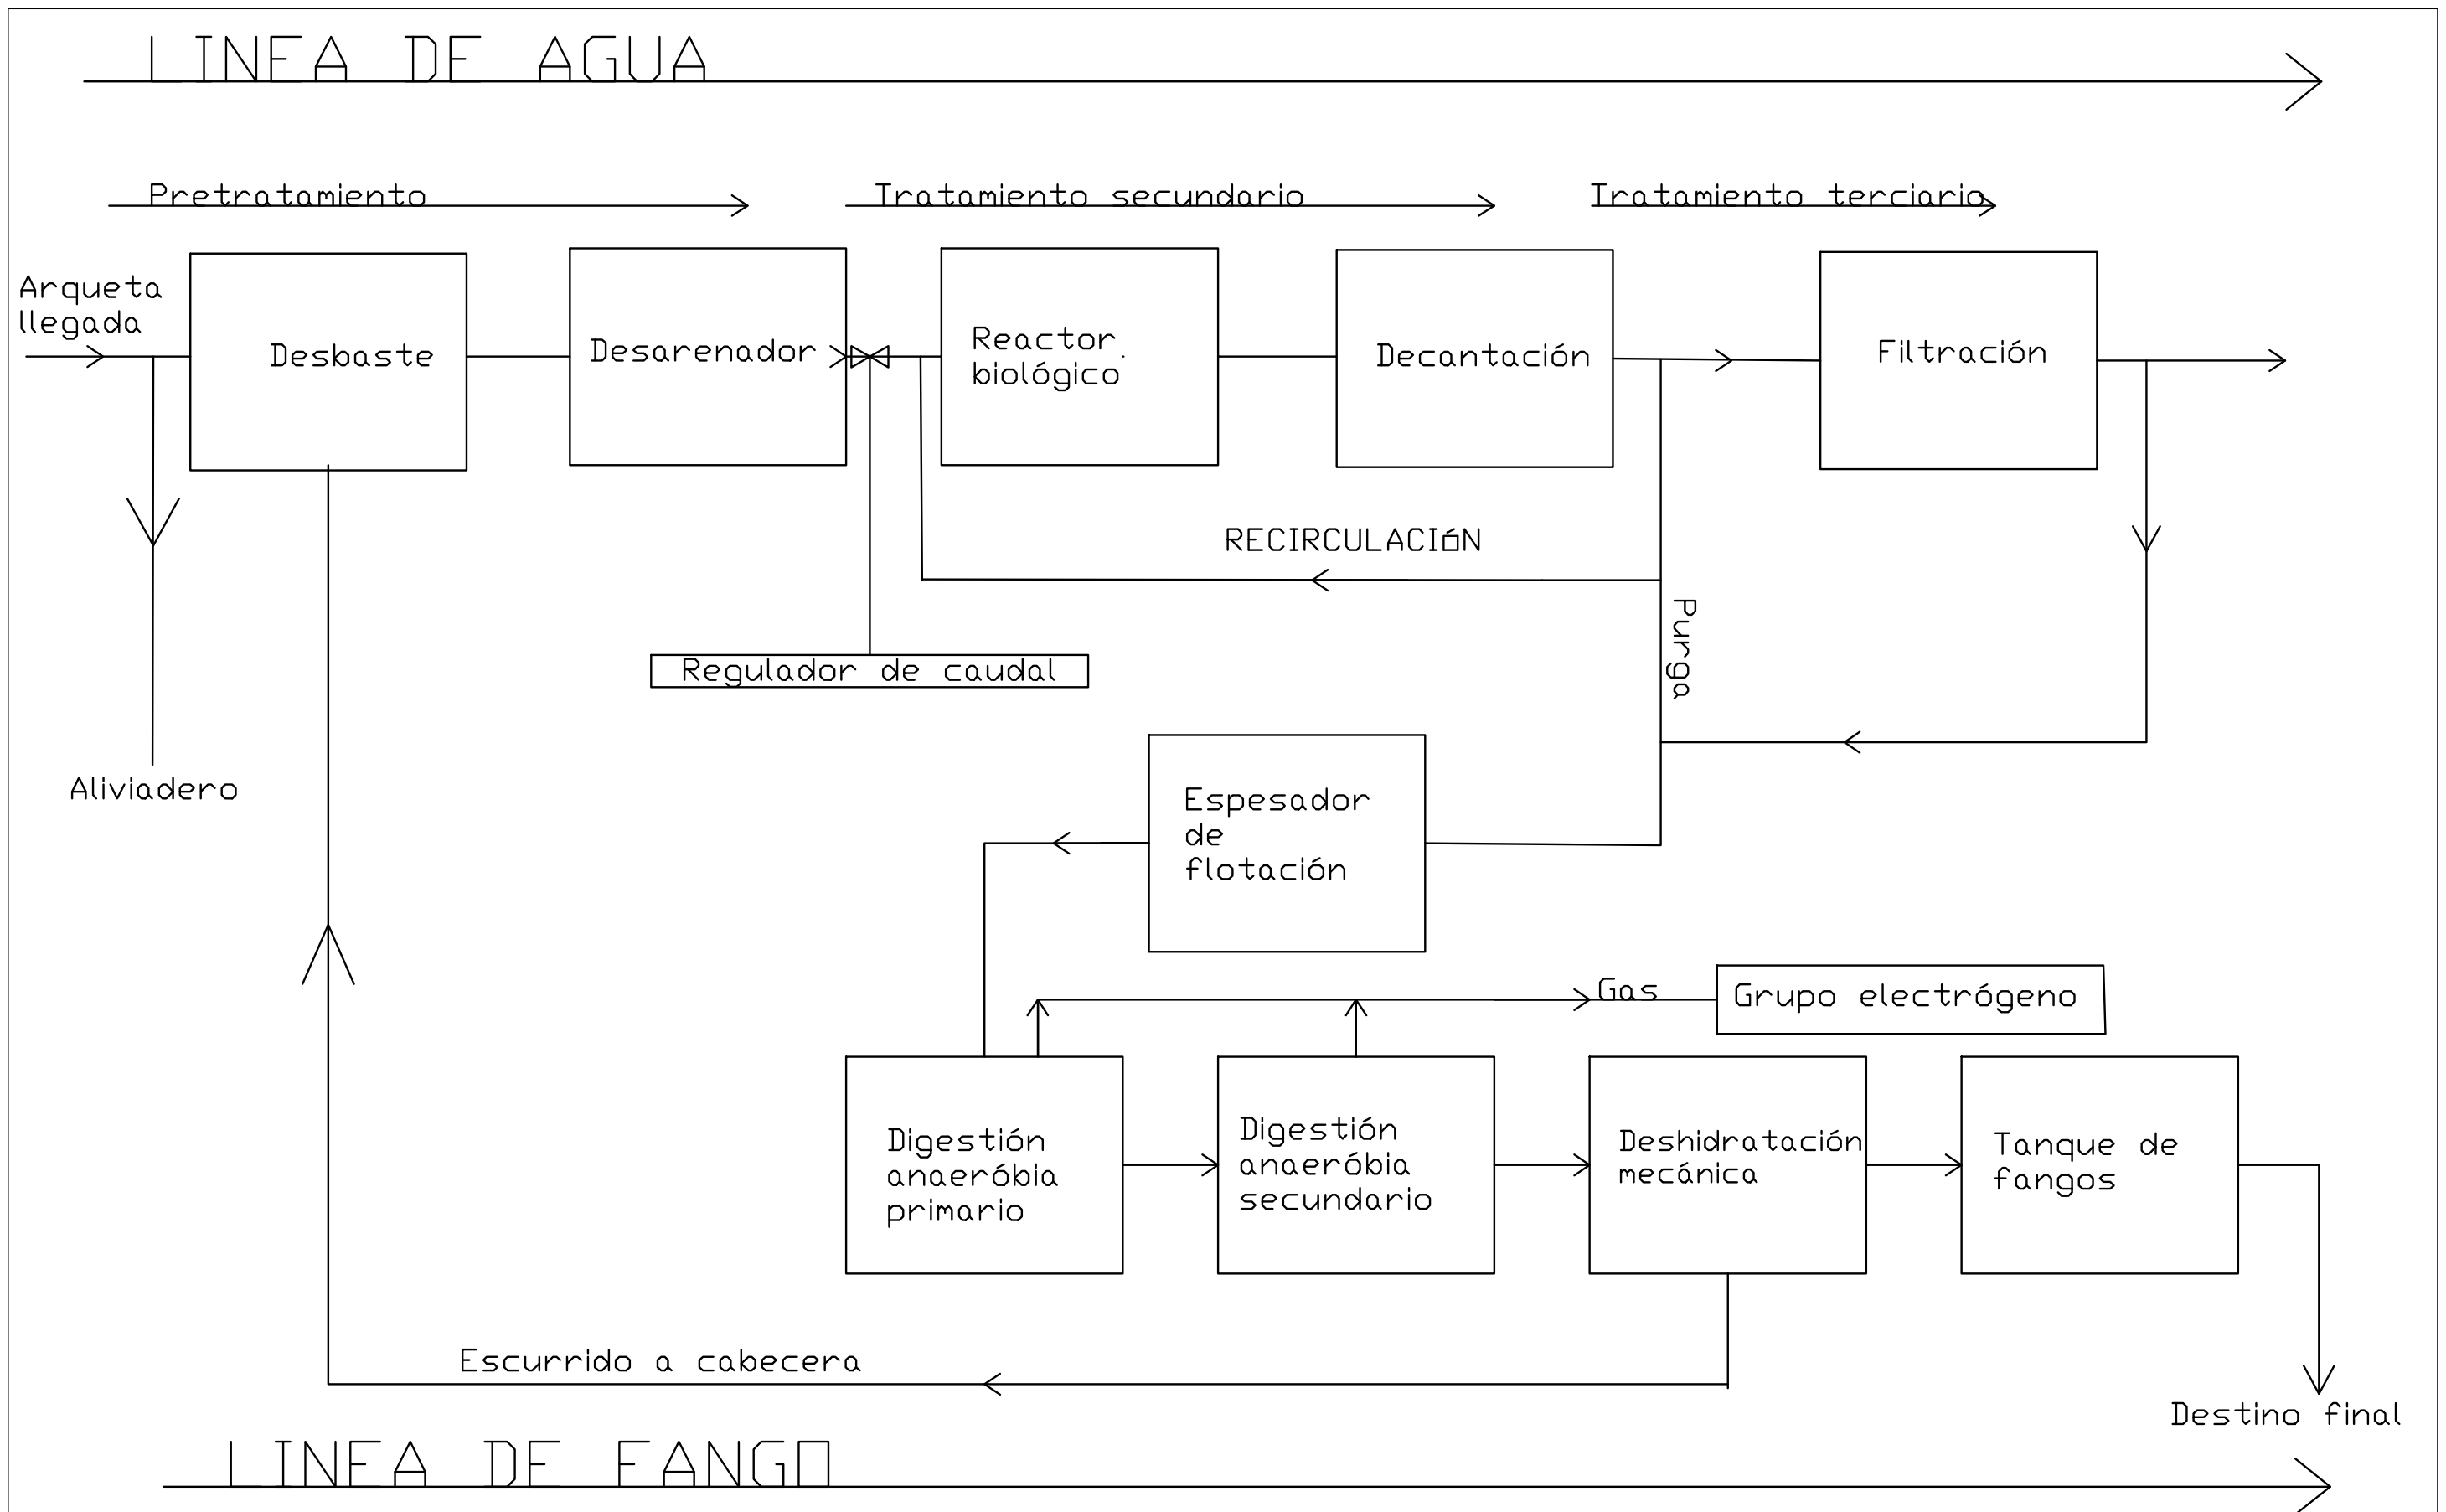 LINEA DE AGUA
Pretratamiento
Tratamiento secundario
Tratamiento terciario
Arqueta
llegada
Desbaste
Desarenador
Reactor
biológico
Decantación
Filtración
RECIRCULACIóN
Purga
Regulador de caudal
Aliviadero
Espesador
de
flotación
Gas
Grupo electrógeno
Digestión
anaeróbia
primario
Digestión
anaeróbia
secundario
Deshidratación
mecánica
Tanque de
fangos
Escurrido a cabecera
Destino final
LINEA DE FANGO